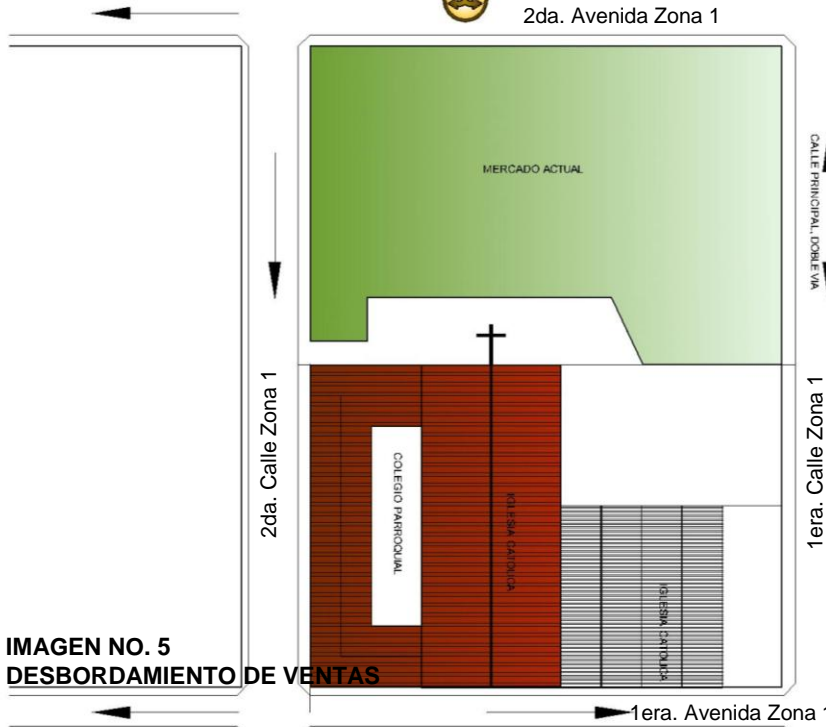 2da. Avenida Zona 1
MERCADO ACTUAL
CALLE PRINCIPAL, DOBLE VIA
2da. Calle Zona 1
1era. Calle Zona 1
COLEGIO PARROQUIAL
IGLESIA CATOLICA
IGLESIA CATOLICA
IMAGEN NO. 5
DESBORDAMIENTO DE VENTAS
1era. Avenida Zona 1